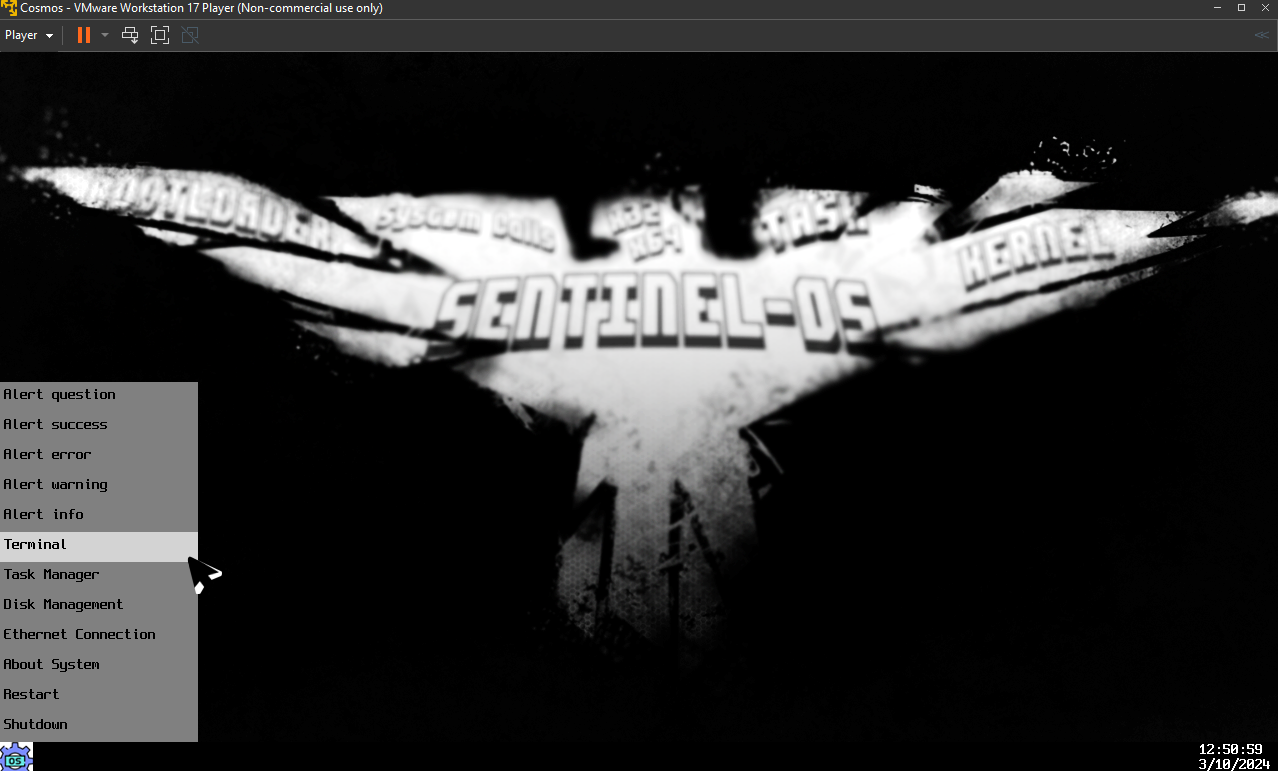 Cosmos - VMware Workstation 17 Player (Non-commercial use only)
Player
BOOTLOADER
System Calls
X32
X64
TASK
KERNEL
SENTINEL-OS
Alert question
Alert success
Alert error
Alert warning
Alert info
Terminal
Task Manager
Disk Management
Ethernet Connection
About System
Restart
Shutdown
OS
12:50:59
3/10/2024